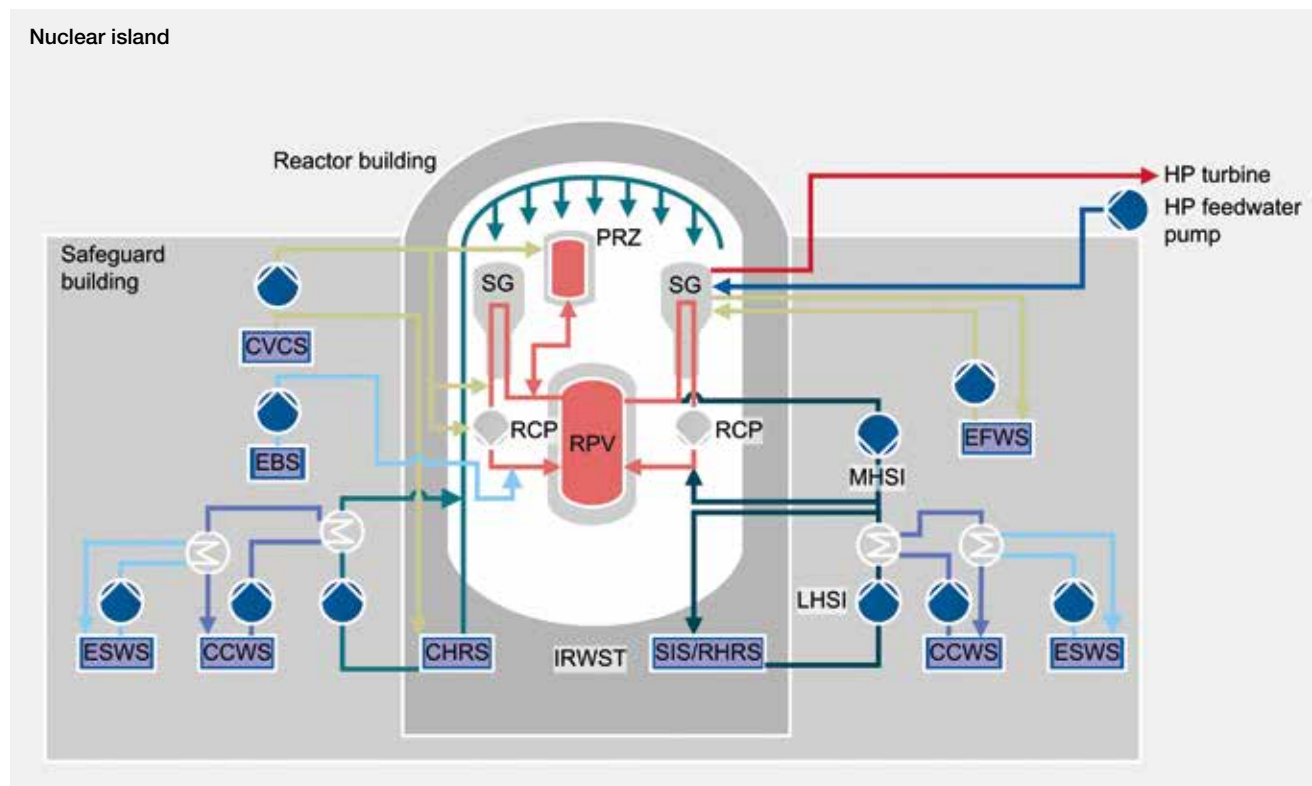 Nuclear island
Reactor building
HP turbine
HP feedwater
pump
Safeguard
building
PRZ
SG
SG
CVCS
EBS
RCP
RPV
RCP
EFWS
MHSI
LHSI
ESWS
CCWS
CHRS
IRWST
SIS/RHRS
CCWS
ESWS